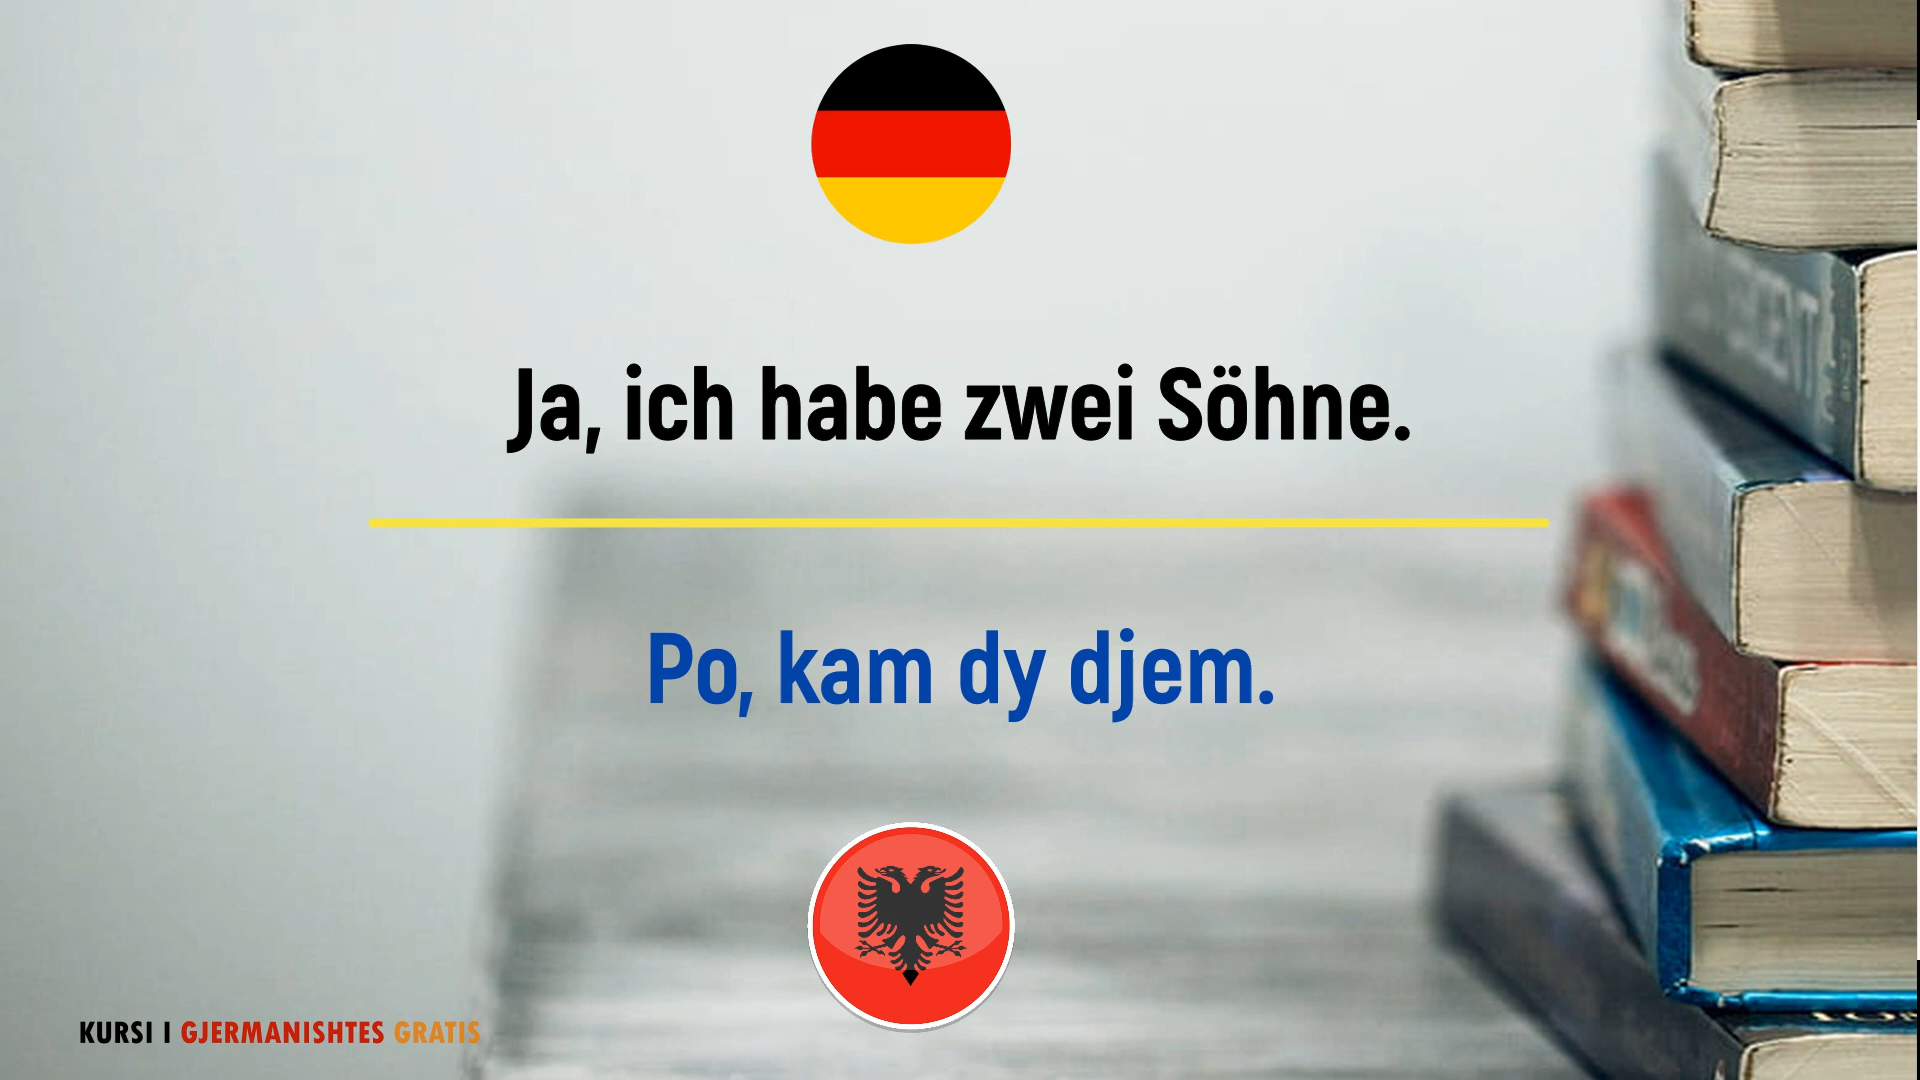 Ja, ich habe zwei Söhne.
Po, kam dy djem.
KURSI I GJERMANISHTES GRATIS